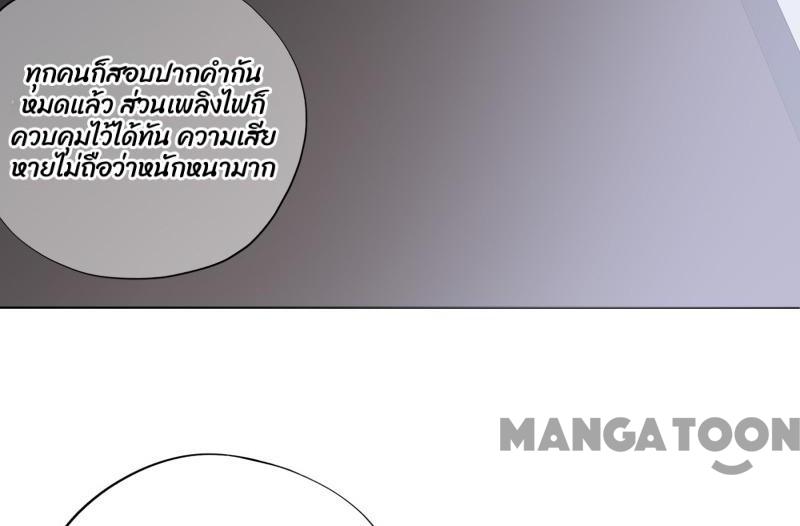 ทุกคนก็สอบปากคำกัน
หมดแล้ว ส่วนเพลิงไฟก็
ควบคุมไว้ได้ทัน ความเสีย
หายไม่ถือว่าหนักหนามาก
MANGATOON